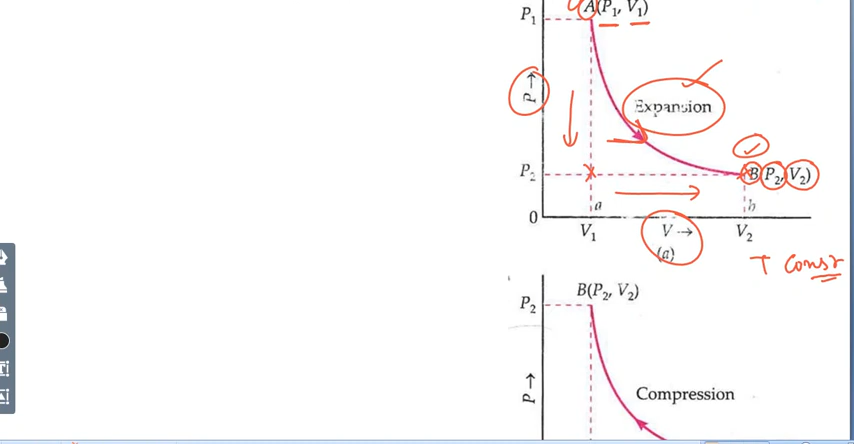 A(P₁, V₁)
P₁
P →
Expansion
P₂
B(P₂, V₂)
a
b
0
V₁
V →
V₂
(a)
T Const
B(P₂, V₂)
P₂
P →
Compression